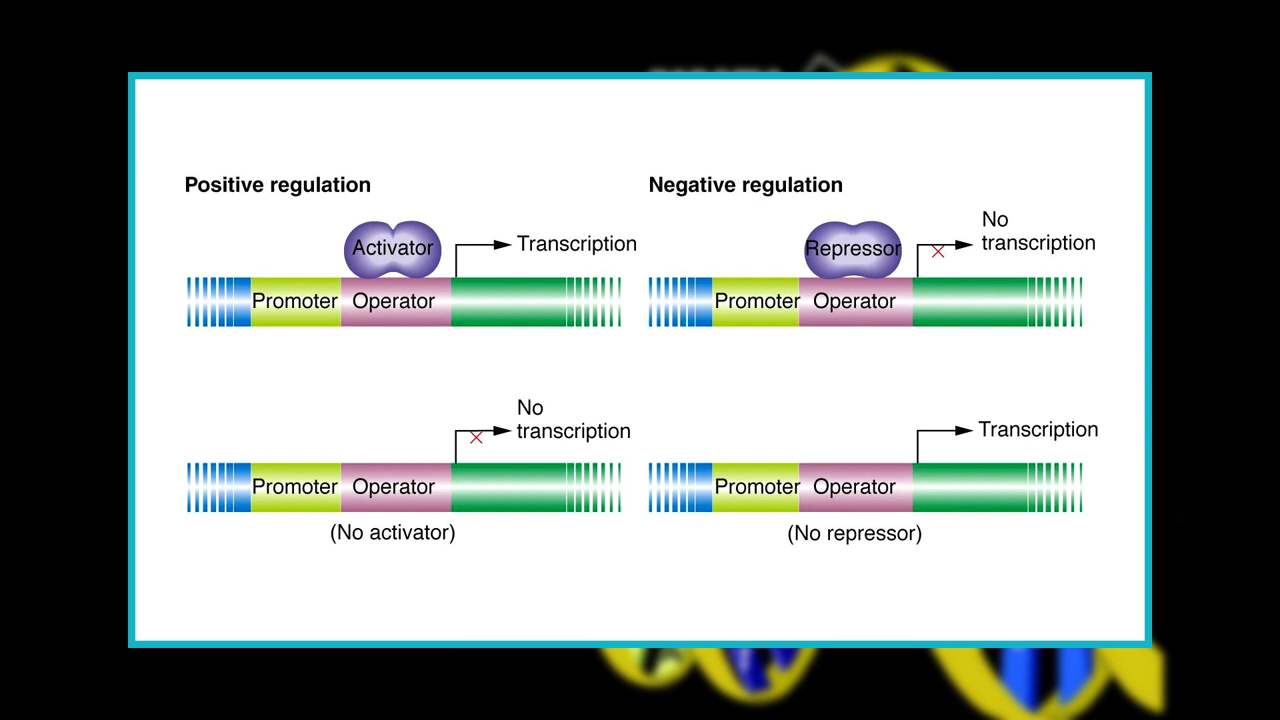 Positive regulation
Activator
Transcription
Promoter
Operator
No
transcription
Promoter
Operator
(No activator)
Negative regulation
Repressor
No
transcription
Promoter
Operator
Transcription
Promoter
Operator
(No repressor)